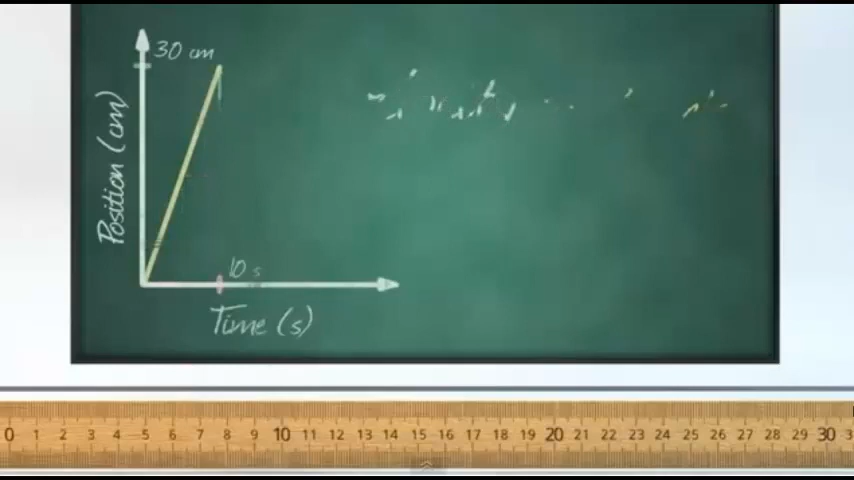 30 cm
Position (cm)
10 s
Time (s)
0 1 2 3 4 5 6 7 8 9 10 11 12 13 14 15 16 17 18 19 20 21 22 23 24 25 26 27 28 29 30